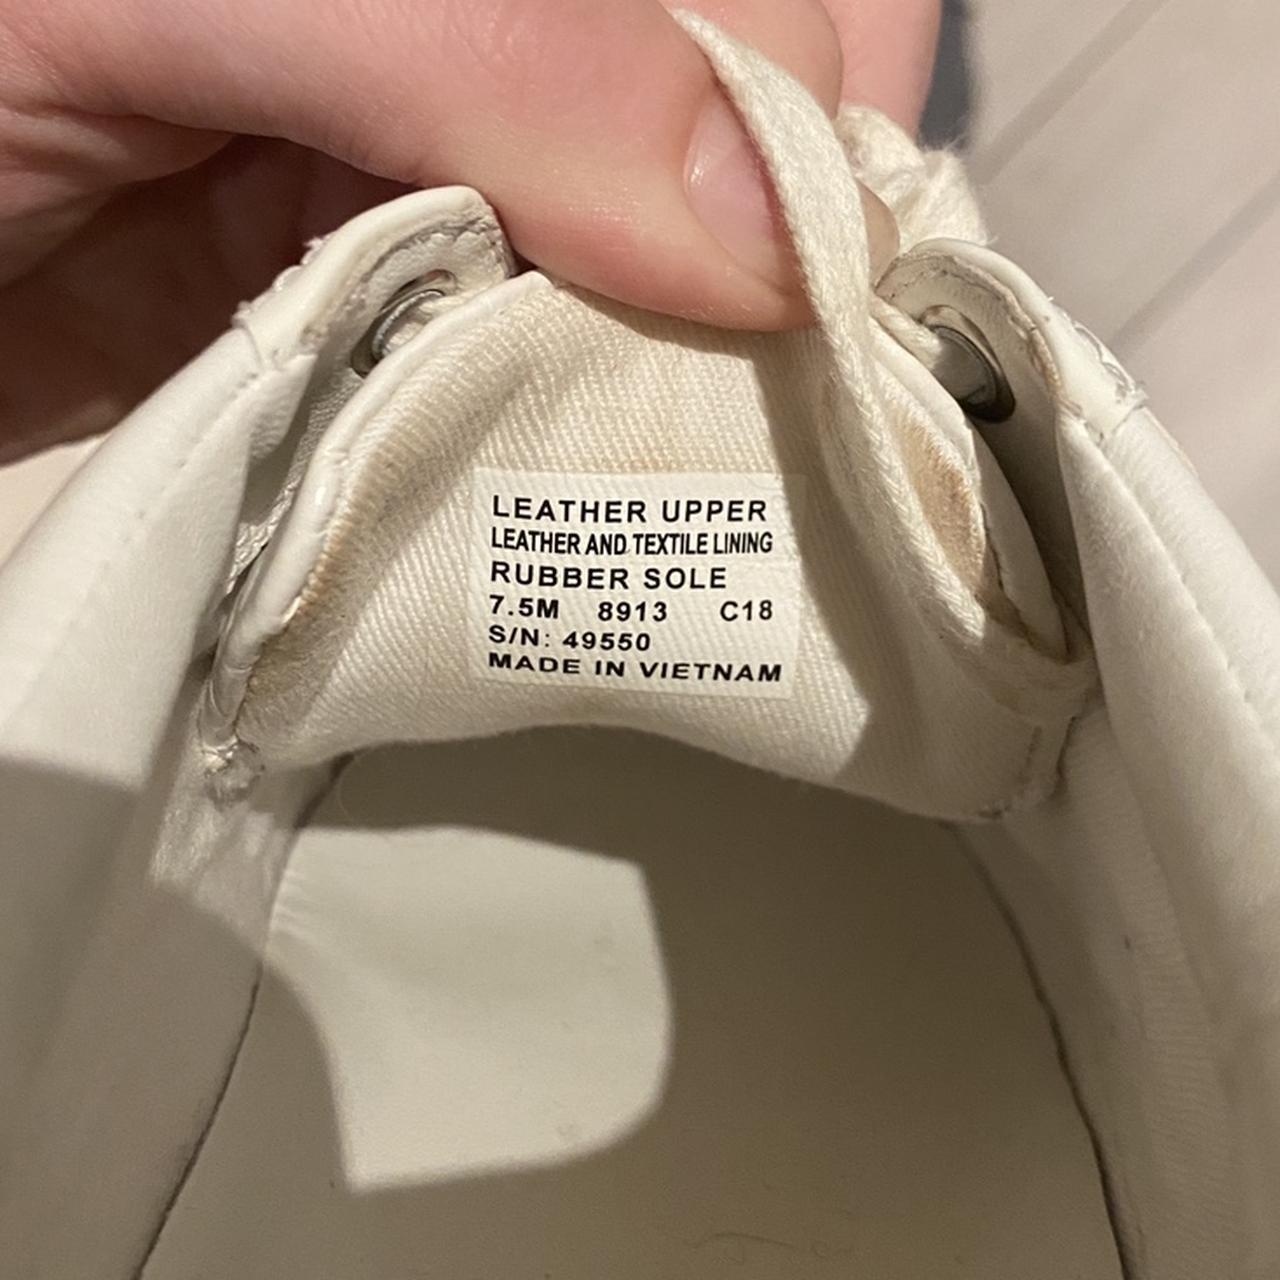 LEATHER UPPER
LEATHER AND TEXTILE LINING
RUBBER SOLE
7.5M 8913 C18
S/N: 49550
MADE IN VIETNAM